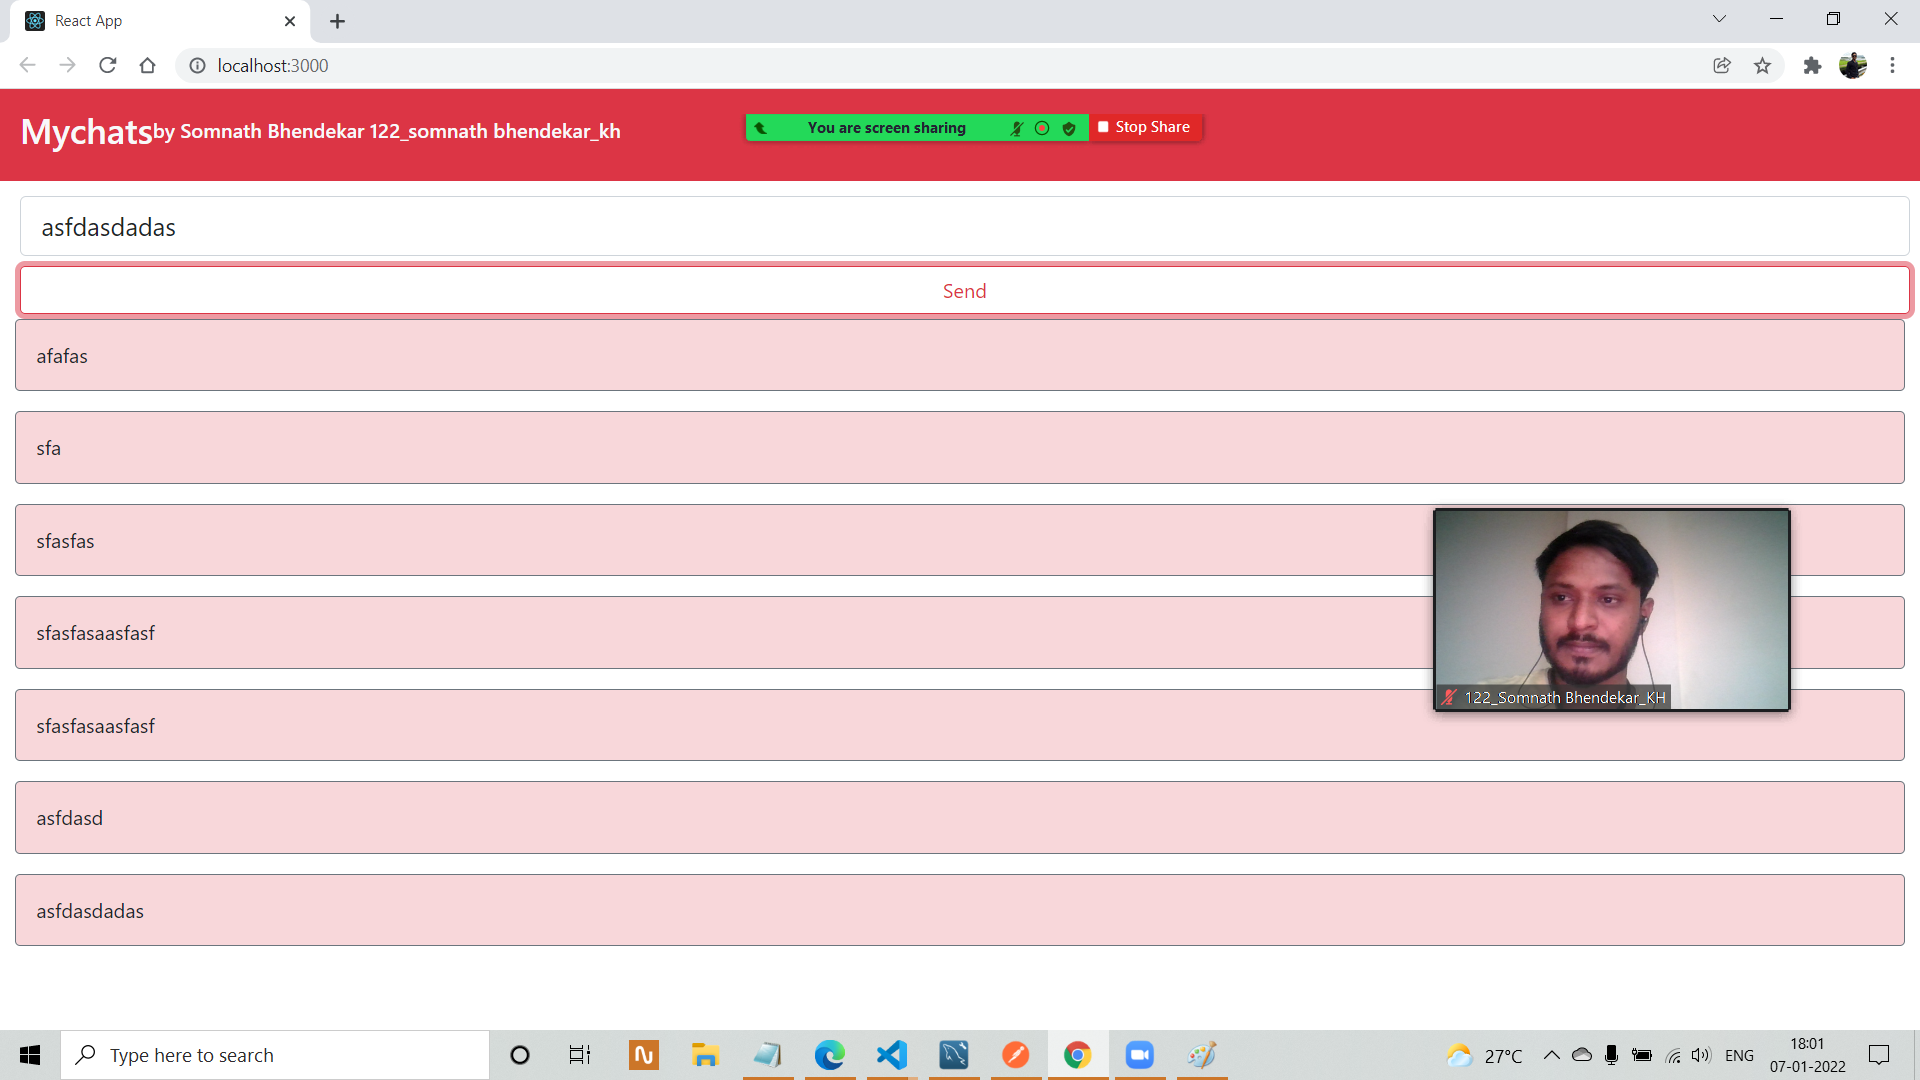 React App
localhost:3000
Mychatsby Somnath Bhendekar 122_somnath bhendekar_kh
You are screen sharing
Stop Share
asfdasdadas
Send
afafas
sfa
sfasfas
sfasfasaasfasf
122_Somnath Bhendekar_KH
sfasfasaasfasf
asfdasd
asfdasdadas
Type here to search
27°C
ENG
18:01
07-01-2022